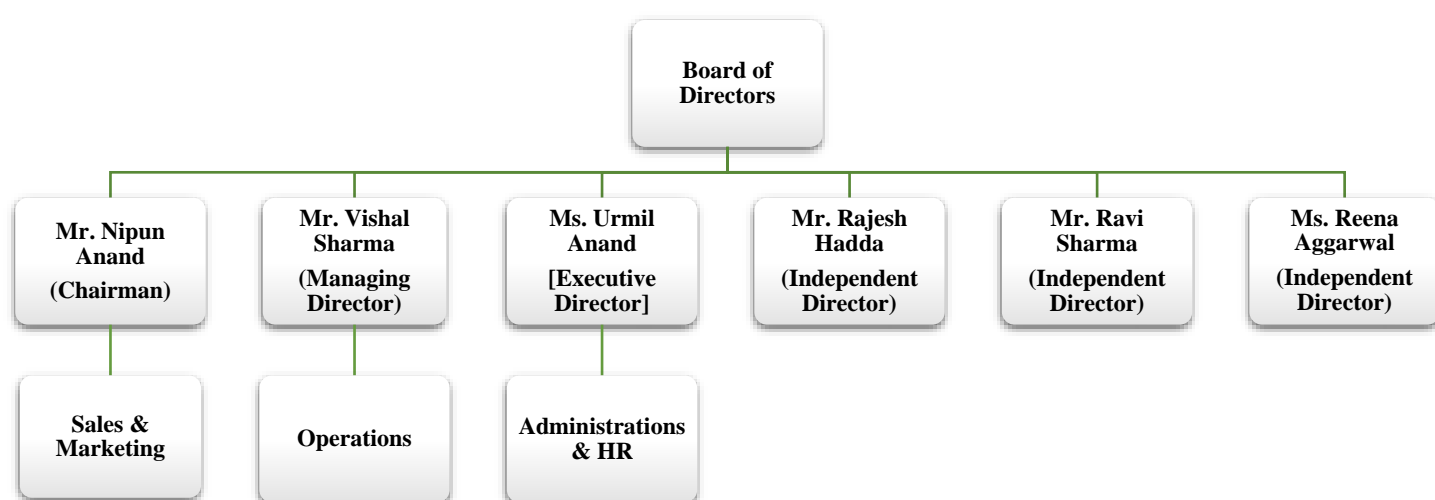 Board of
Directors
Mr. Nipun
Anand
(Chairman)
Mr. Vishal
Sharma
(Managing
Director)
Ms. Urmil
Anand
[Executive
Director]
Mr. Rajesh
Hadda
(Independent
Director)
Mr. Ravi
Sharma
(Independent
Director)
Ms. Reena
Aggarwal
(Independent
Director)
Sales &
Marketing
Operations
Administrations
& HR